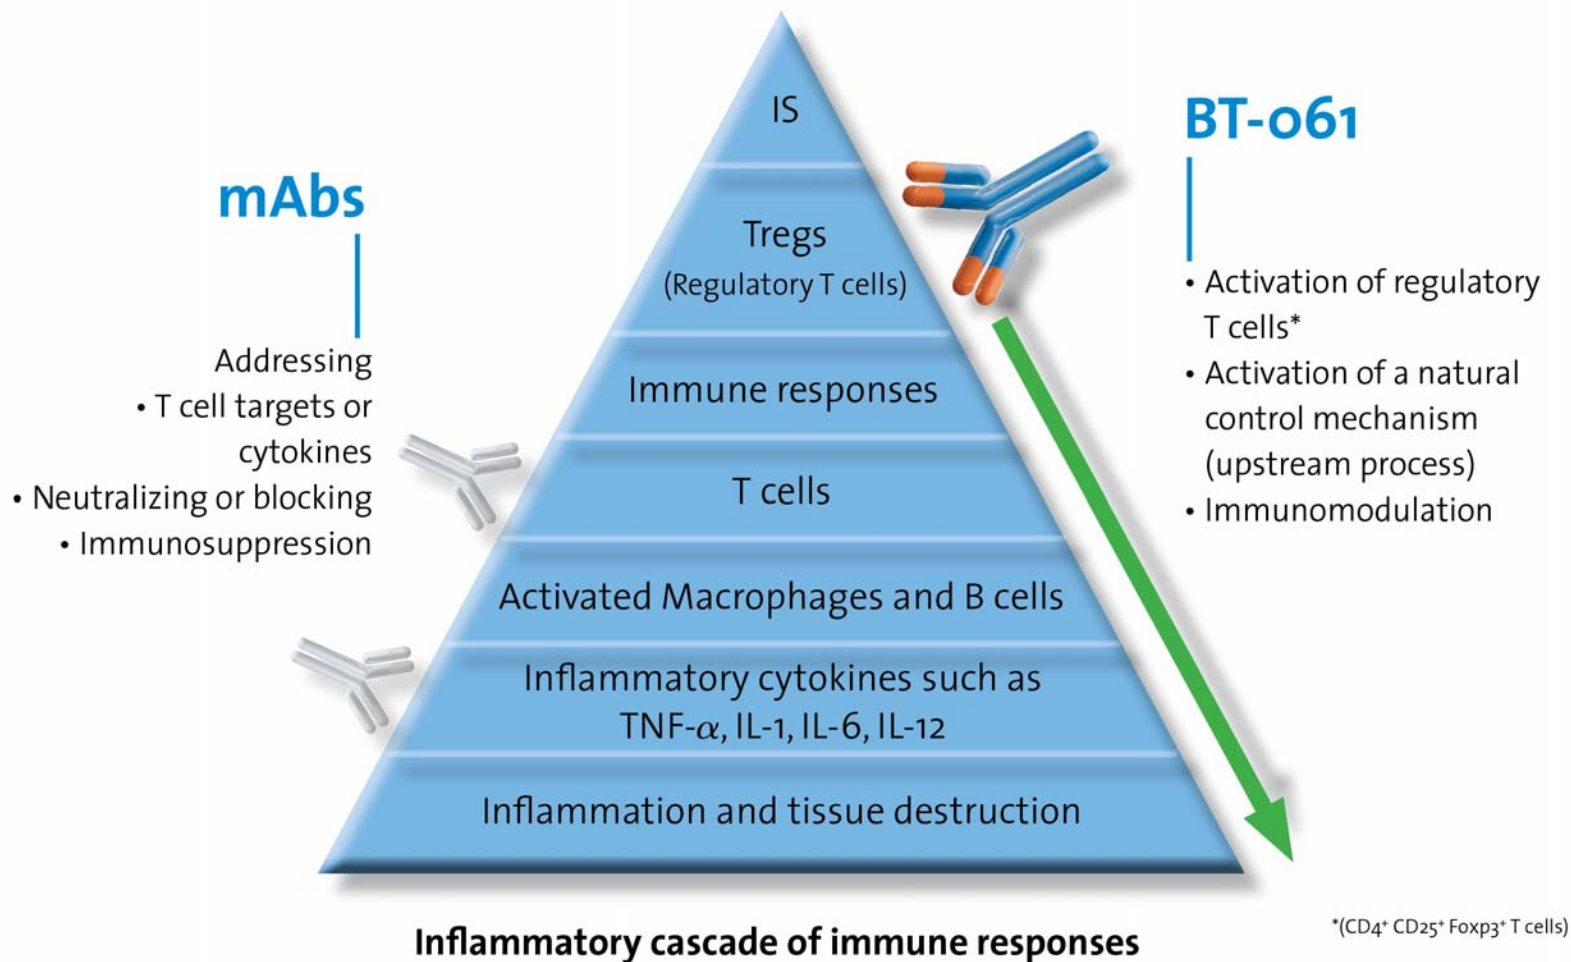 mAbs
Addressing
• T cell targets or
cytokines
• Neutralizing or blocking
• Immunosuppression
IS
Tregs
(Regulatory T cells)
Immune responses
T cells
Activated Macrophages and B cells
Inflammatory cytokines such as
TNF-α, IL-1, IL-6, IL-12
Inflammation and tissue destruction
BT-061
• Activation of regulatory
T cells*
• Activation of a natural
control mechanism
(upstream process)
• Immunomodulation
Inflammatory cascade of immune responses
*(CD4⁺ CD25⁺ Foxp3⁺ T cells)